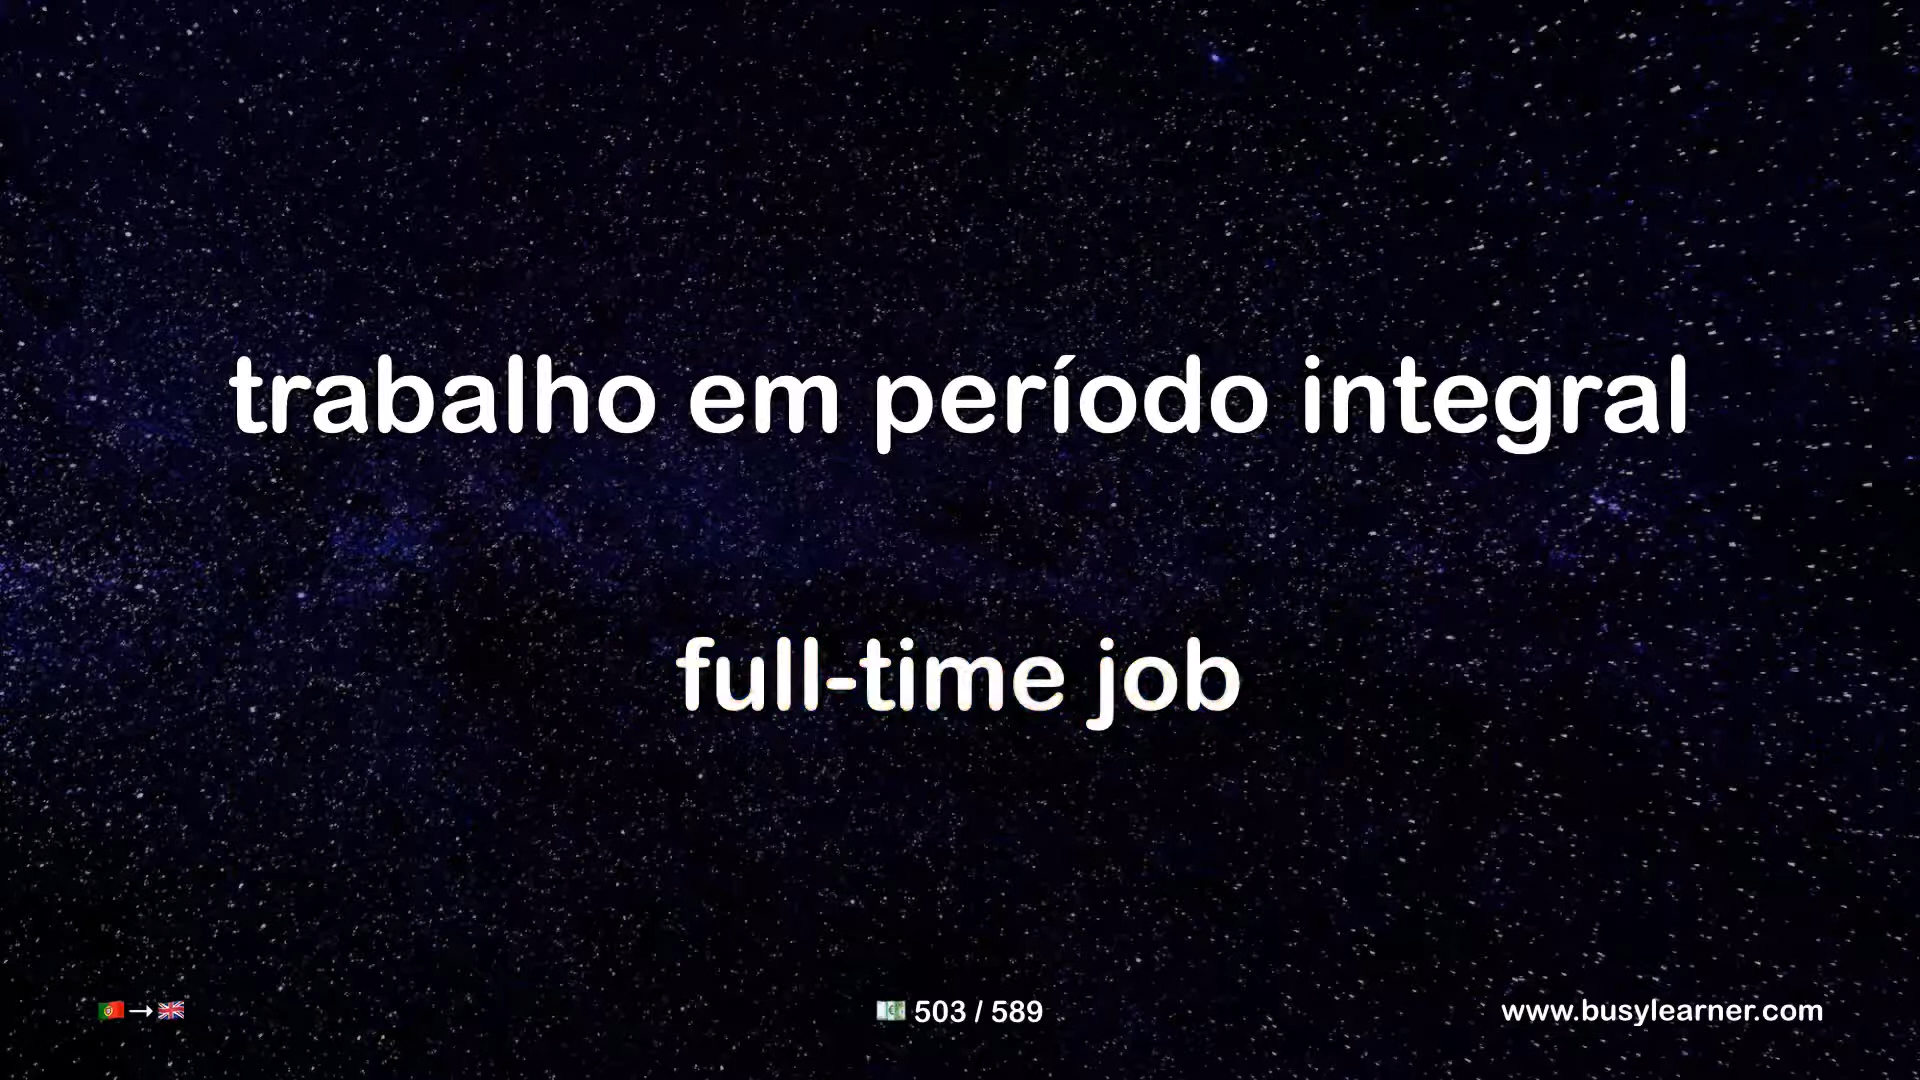 trabalho em período integral
full-time job
🇵🇹→🇬🇧
💶 503 / 589
www.busylearner.com